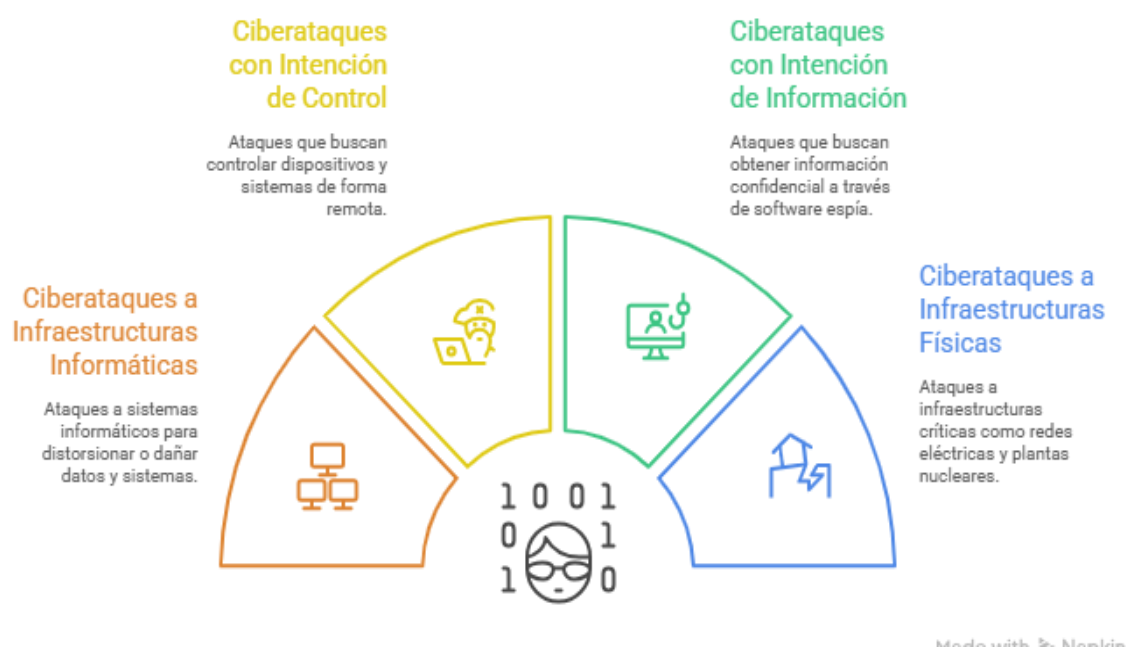 Ciberataques
con Intención
de Control
Ataques que buscan
controlar dispositivos y
sistemas de forma
remota.
Ciberataques
con Intención
de Información
Ataques que buscan
obtener información
confidencial a través
de software espía.
Ciberataques a
Infraestructuras
Informáticas
Ataques a sistemas
informáticos para
distorsionar o dañar
datos y sistemas.
Ciberataques a
Infraestructuras
Físicas
Ataques a
infraestructuras
críticas como redes
eléctricas y plantas
nucleares.
1 0 0 1
0 1
1 0
Made with Napkin